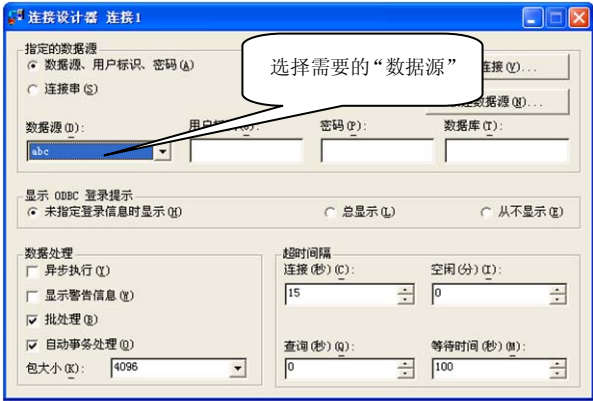 连接设计器 连接1
指定的数据源
数据源、用户标识、密码(A)
连接串(S)
选择需要的“数据源”
连接(V)...
数据源(N)...
数据源(D):
密码(P):
数据库(T):
abc
显示 ODBC 登录提示
未指定登录信息时显示(H)
总显示(L)
从不显示(E)
数据处理
异步执行(Y)
显示警告信息(W)
批处理(B)
自动事务处理(O)
包大小(K):
4096
超时间隔
连接(秒)(C):
空闲(分)(I):
15
0
查询(秒)(Q):
等待时间(秒)(M):
0
100